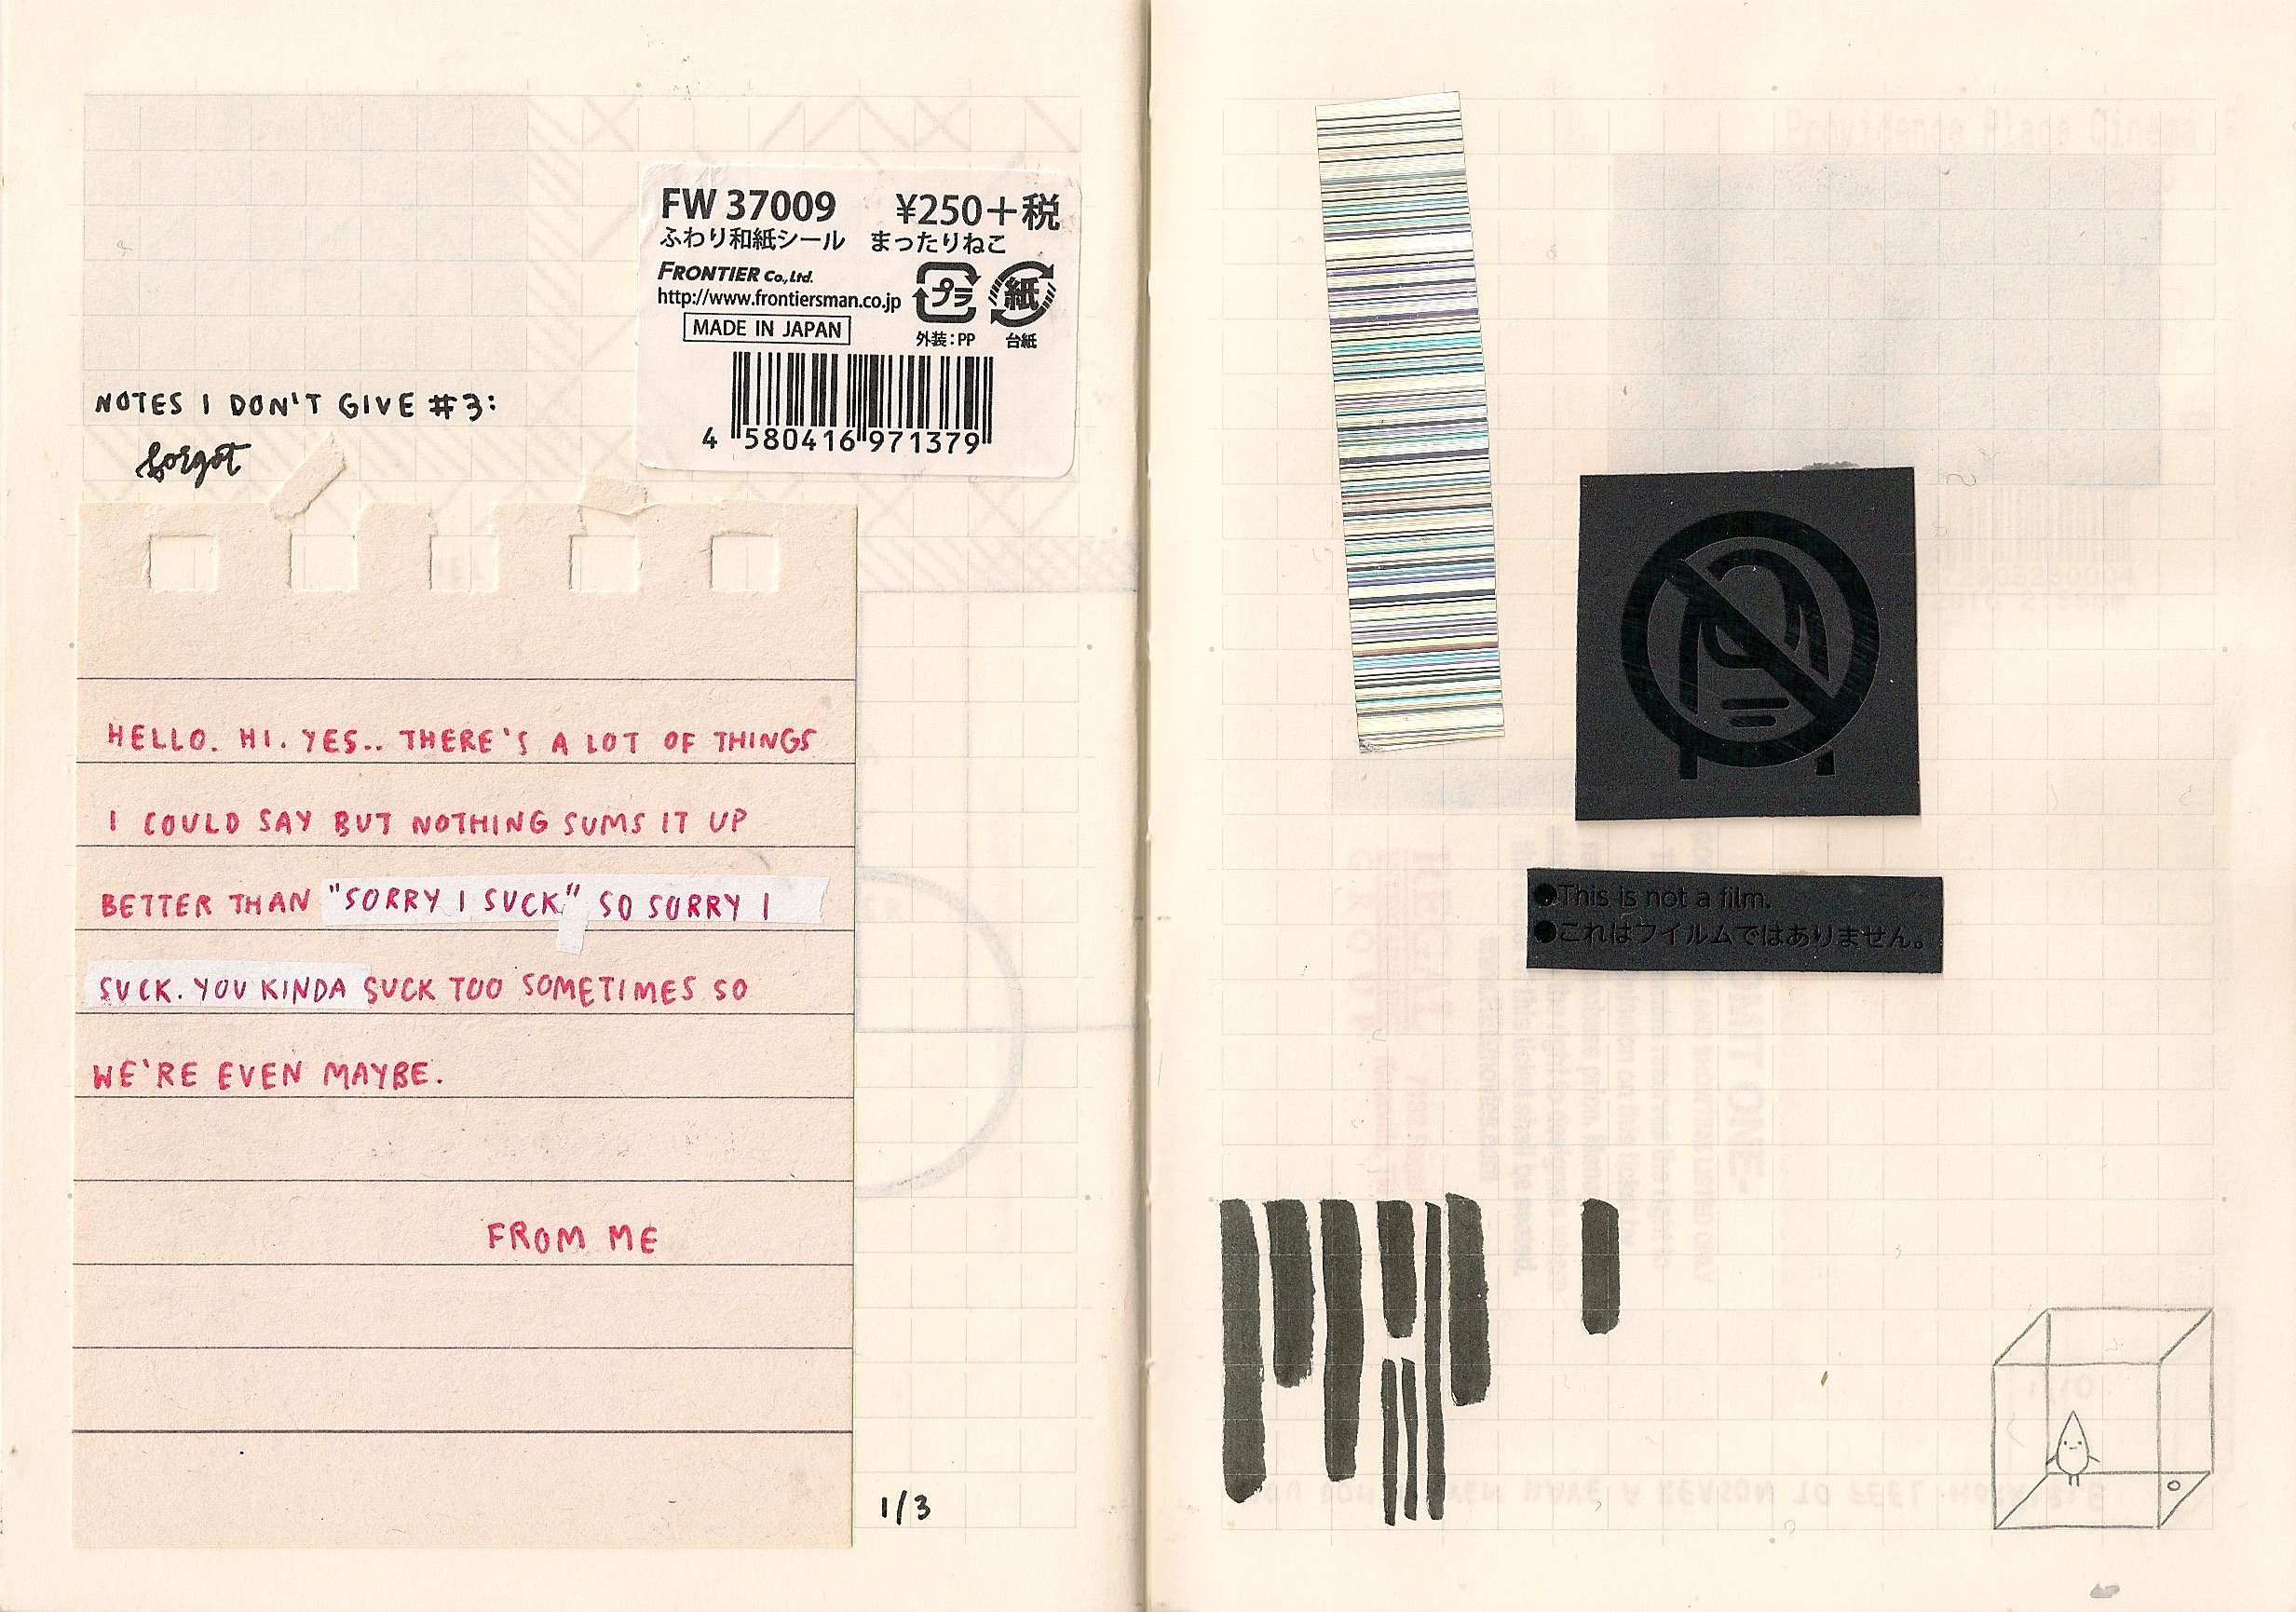 NOTES I DON'T GIVE #3:
forgot
FW 37009 ¥250+税
ふわり和紙シール まったりねこ
FRONTIER Co., Ltd.
http://www.frontiersman.co.jp
MADE IN JAPAN
プラ
外装:PP
紙
台紙
4 580416 971379
HELLO. HI. YES.. THERE'S A LOT OF THINGS
I COULD SAY BUT NOTHING SUMS IT UP
BETTER THAN "SORRY I SUCK" SO SORRY I
SUCK. YOU KINDA SUCK TOO SOMETIMES SO
WE'RE EVEN MAYBE.
FROM ME
1/3
Providence Place Cinema
●This is not a film.
●これはフイルムではありません。